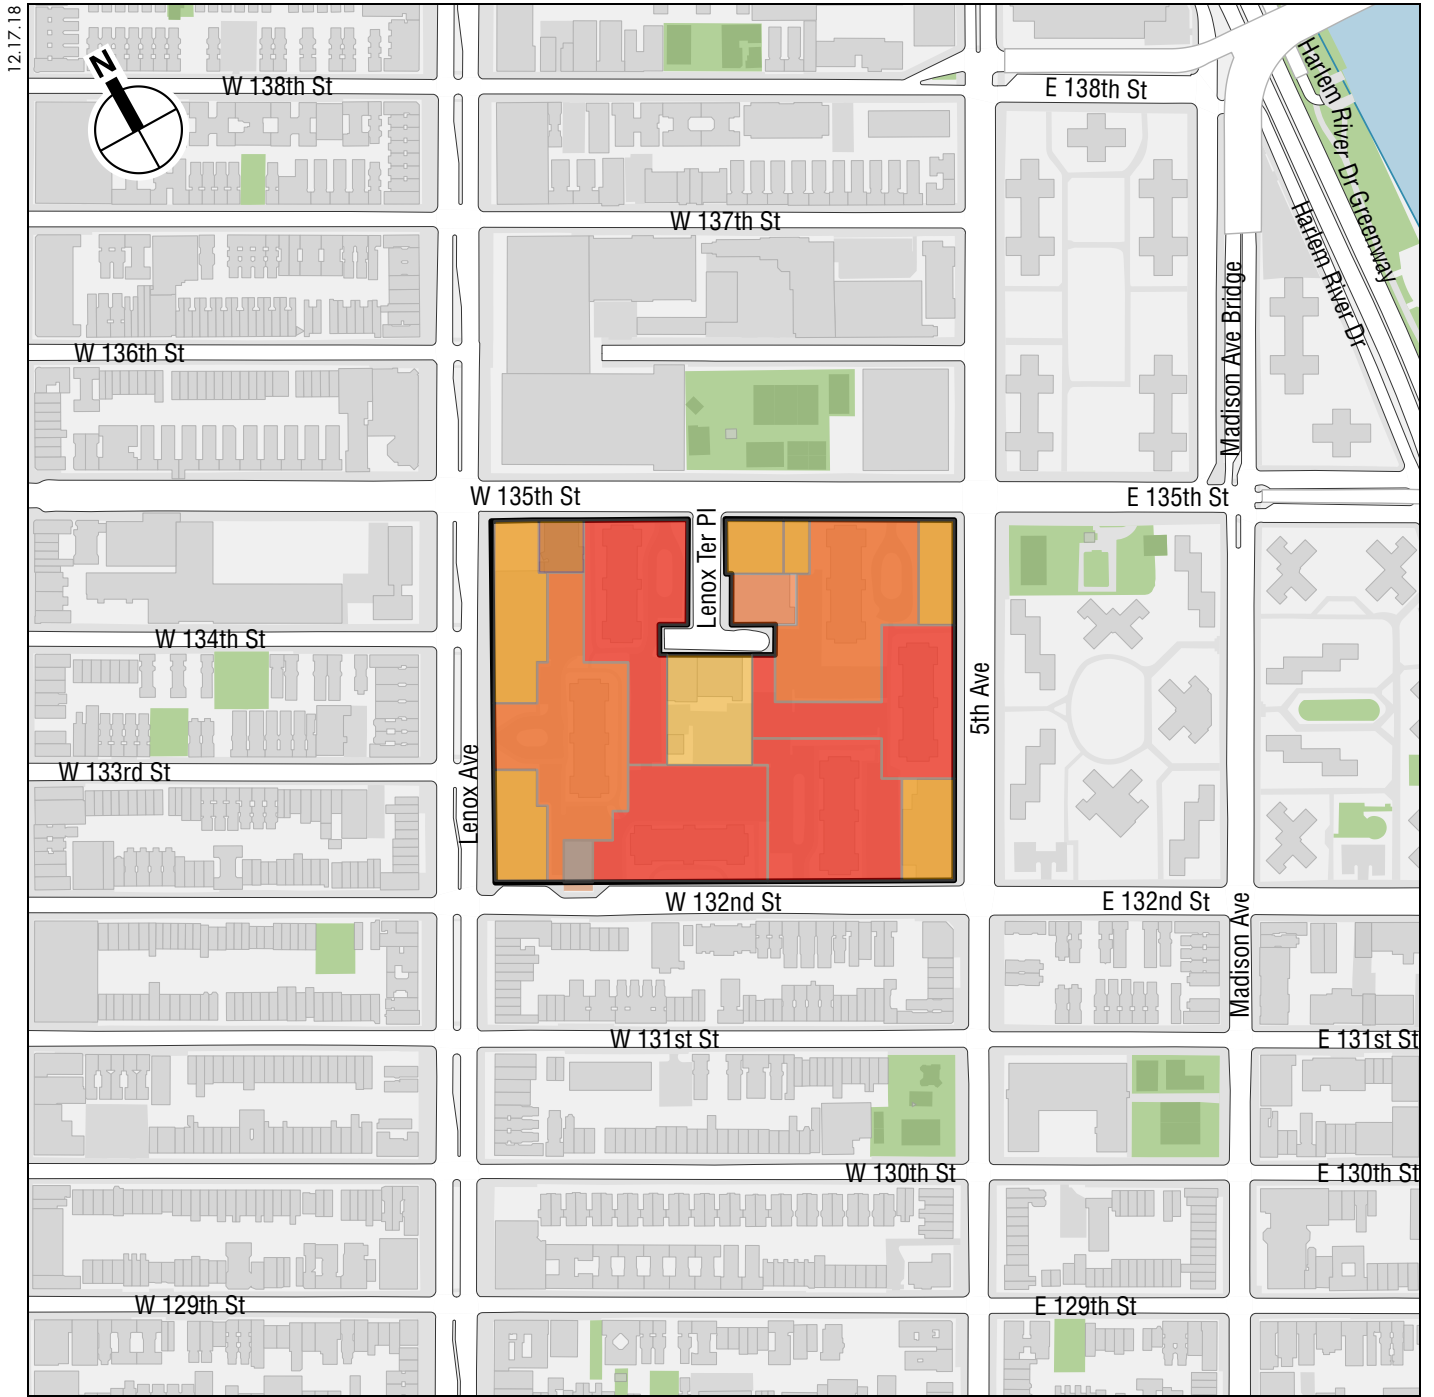 12.17.18
N
W 138th St
E 138th St
Harlem River Dr Greenway
Harlem River Dr
W 137th St
Madison Ave Bridge
W 136th St
W 135th St
E 135th St
Lenox Ter Pl
W 134th St
5th Ave
Lenox Ave
W 133rd St
W 132nd St
E 132nd St
Madison Ave
W 131st St
E 131st St
W 130th St
E 130th St
W 129th St
E 129th St